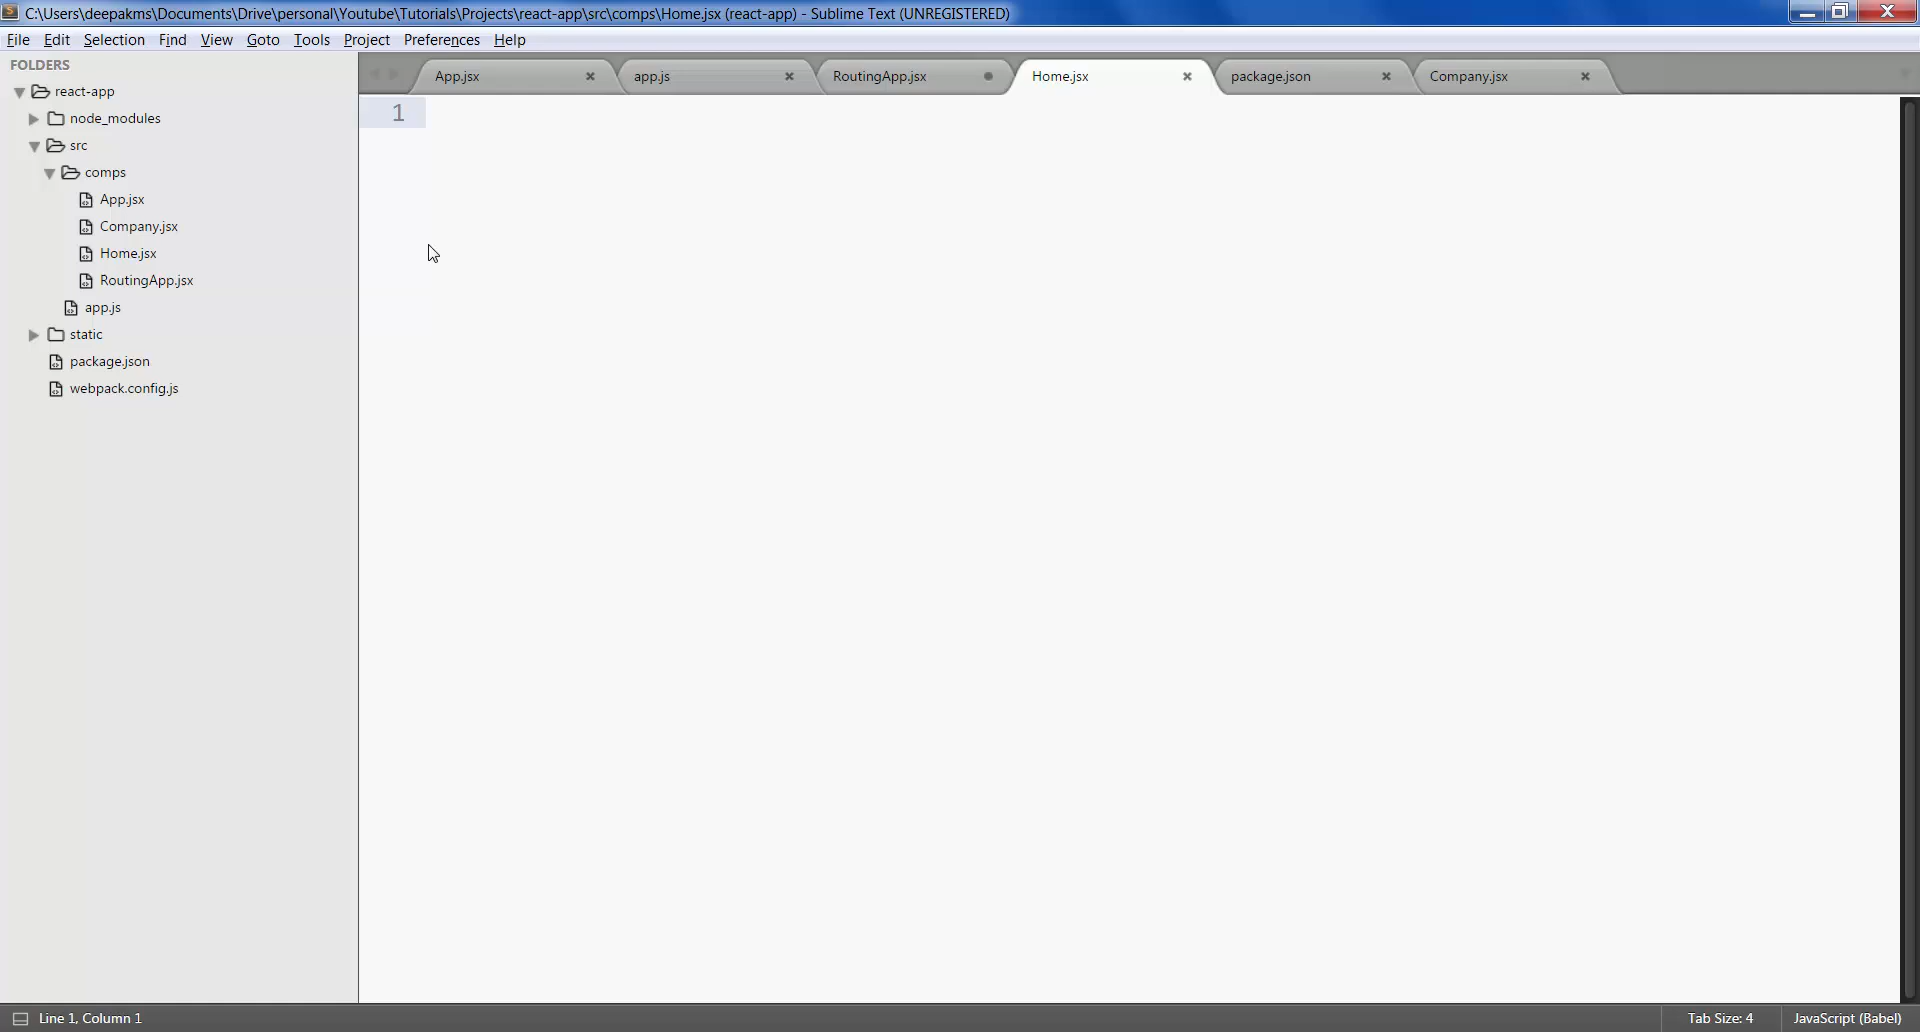 C:\Users\deepakms\Documents\Drive\personal\Youtube\Tutorials\Projects\react-app\src\comps\Home.jsx (react-app) - Sublime Text (UNREGISTERED)
File Edit Selection Find View Goto Tools Project Preferences Help
FOLDERS
react-app
node_modules
src
comps
App.jsx
Company.jsx
Home.jsx
RoutingApp.jsx
app.js
static
package.json
webpack.config.js
App.jsx app.js RoutingApp.jsx Home.jsx package.json Company.jsx
1
Line 1, Column 1 Tab Size: 4 JavaScript (Babel)